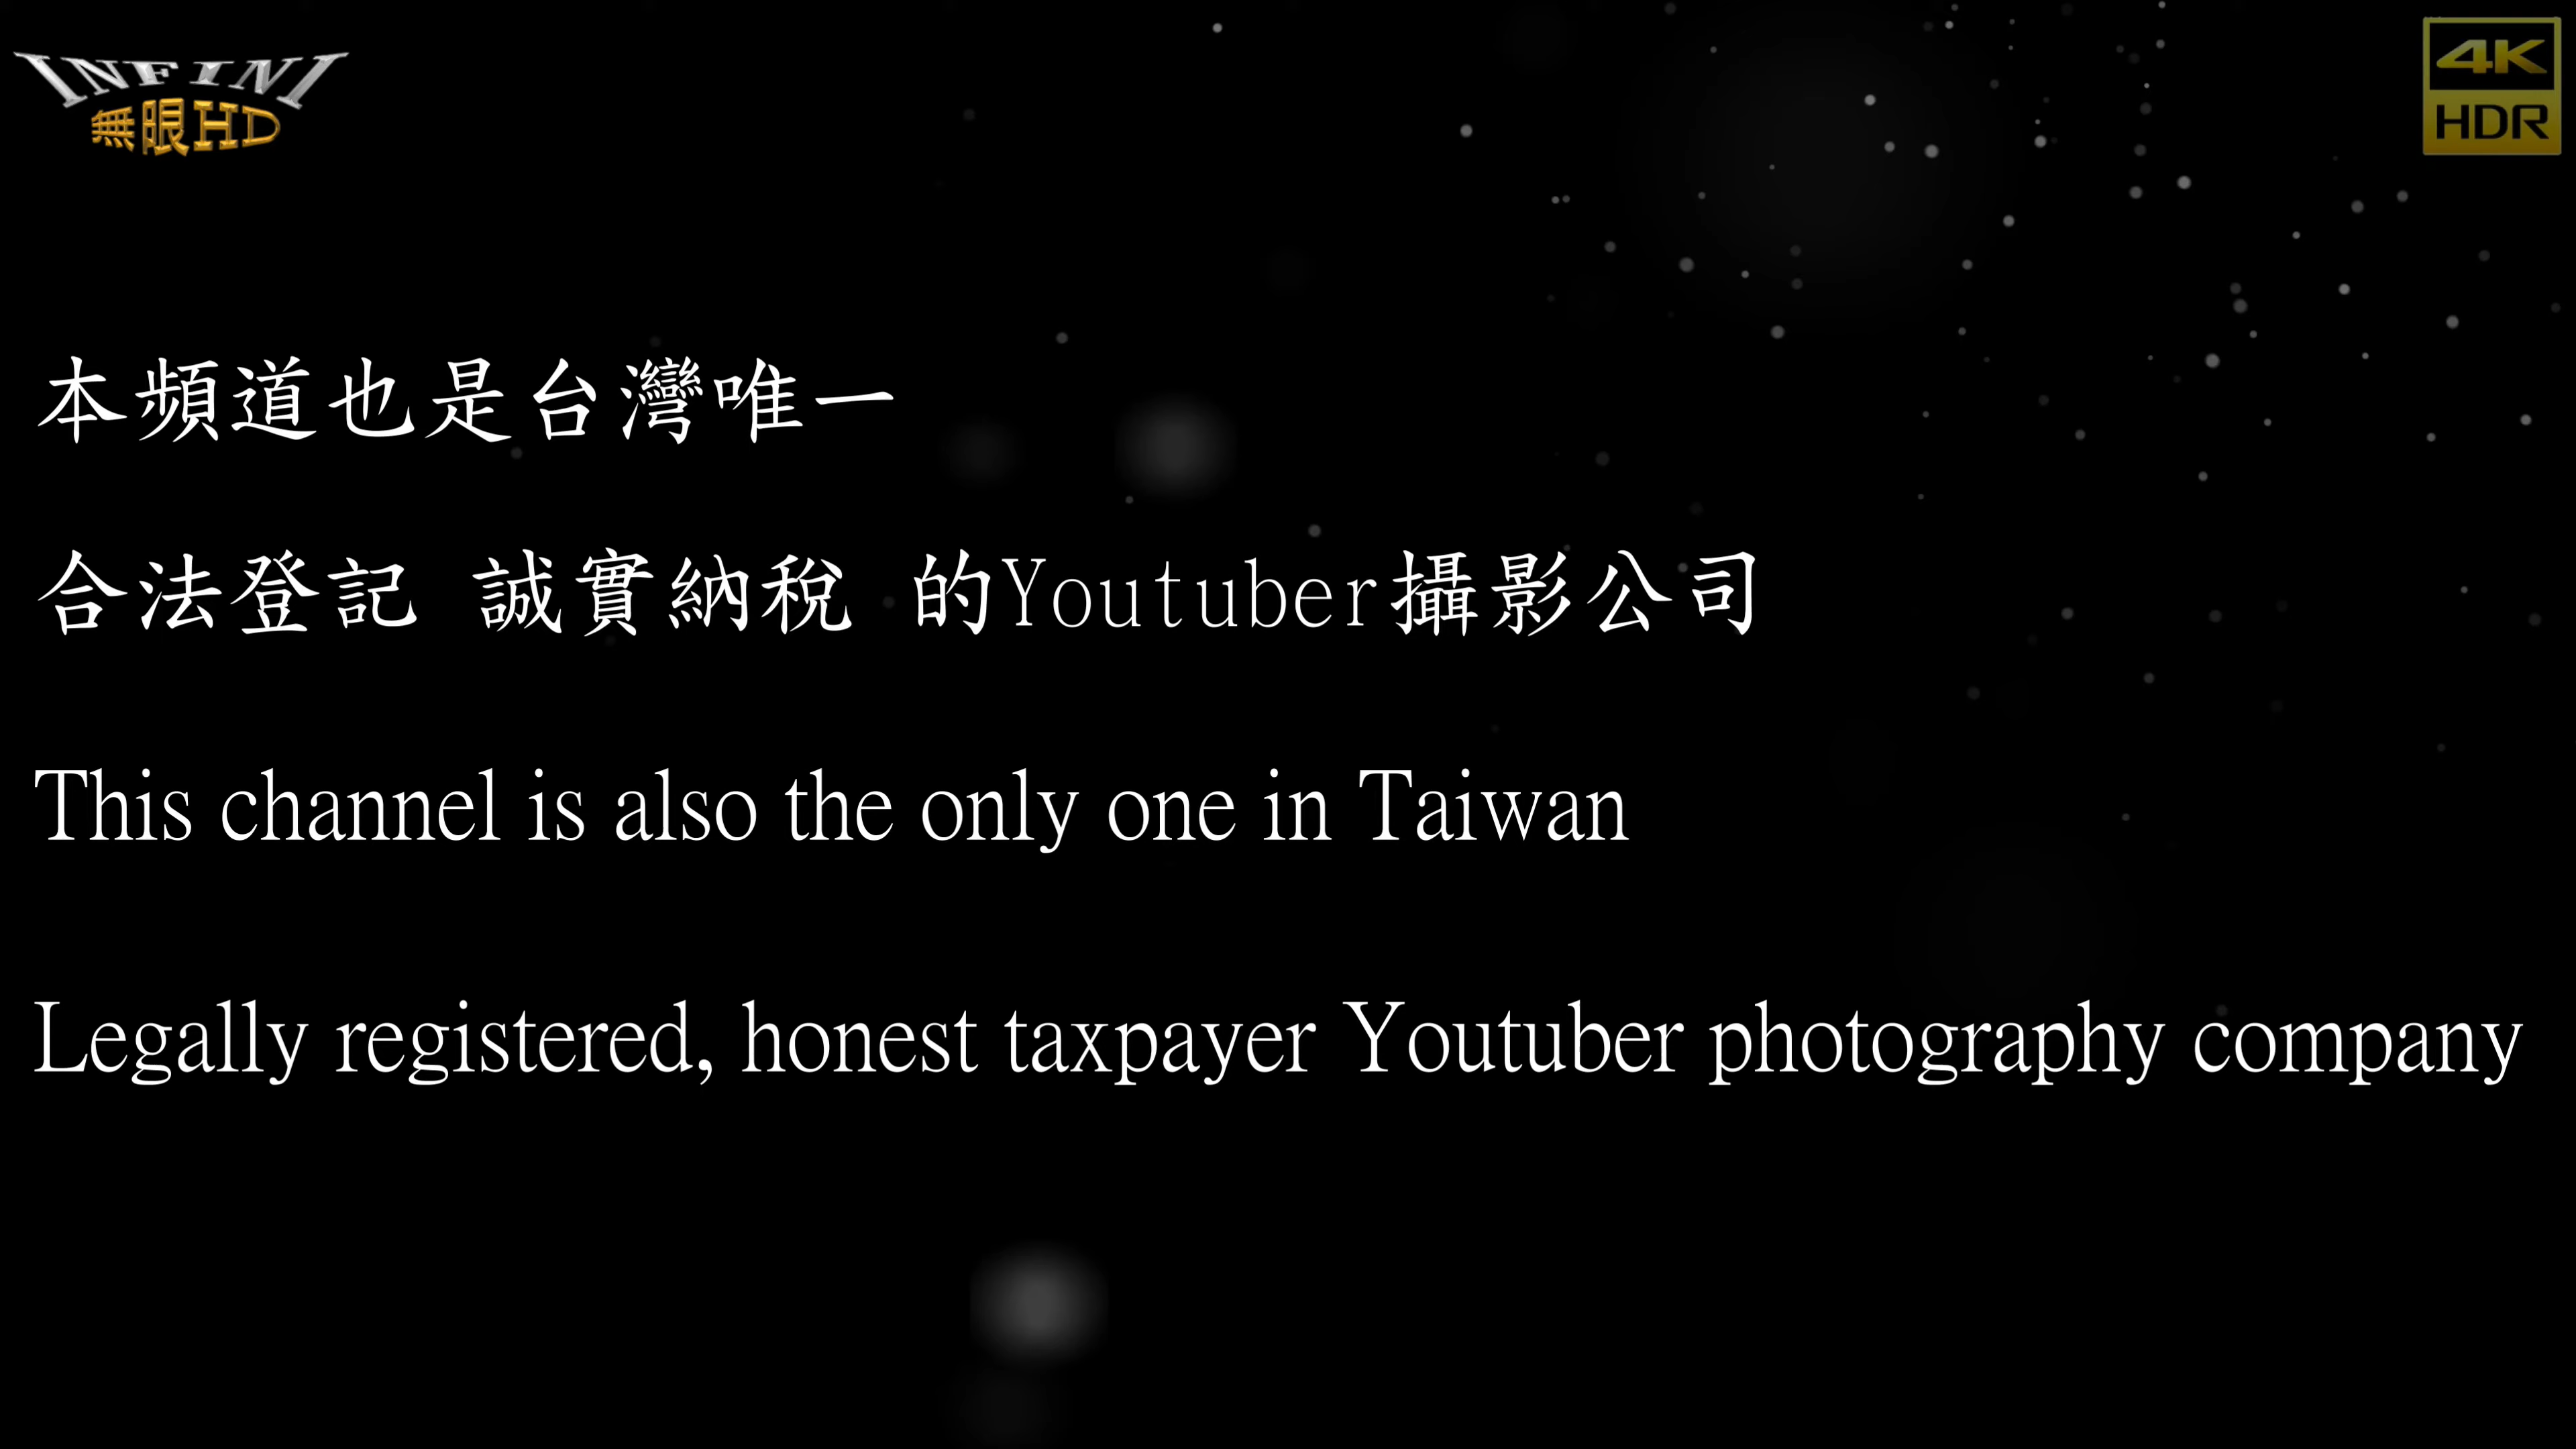 INFINI
無限HD
4K
HDR
本頻道也是台灣唯一
合法登記 誠實納稅 的Youtuber攝影公司
This channel is also the only one in Taiwan
Legally registered, honest taxpayer Youtuber photography company